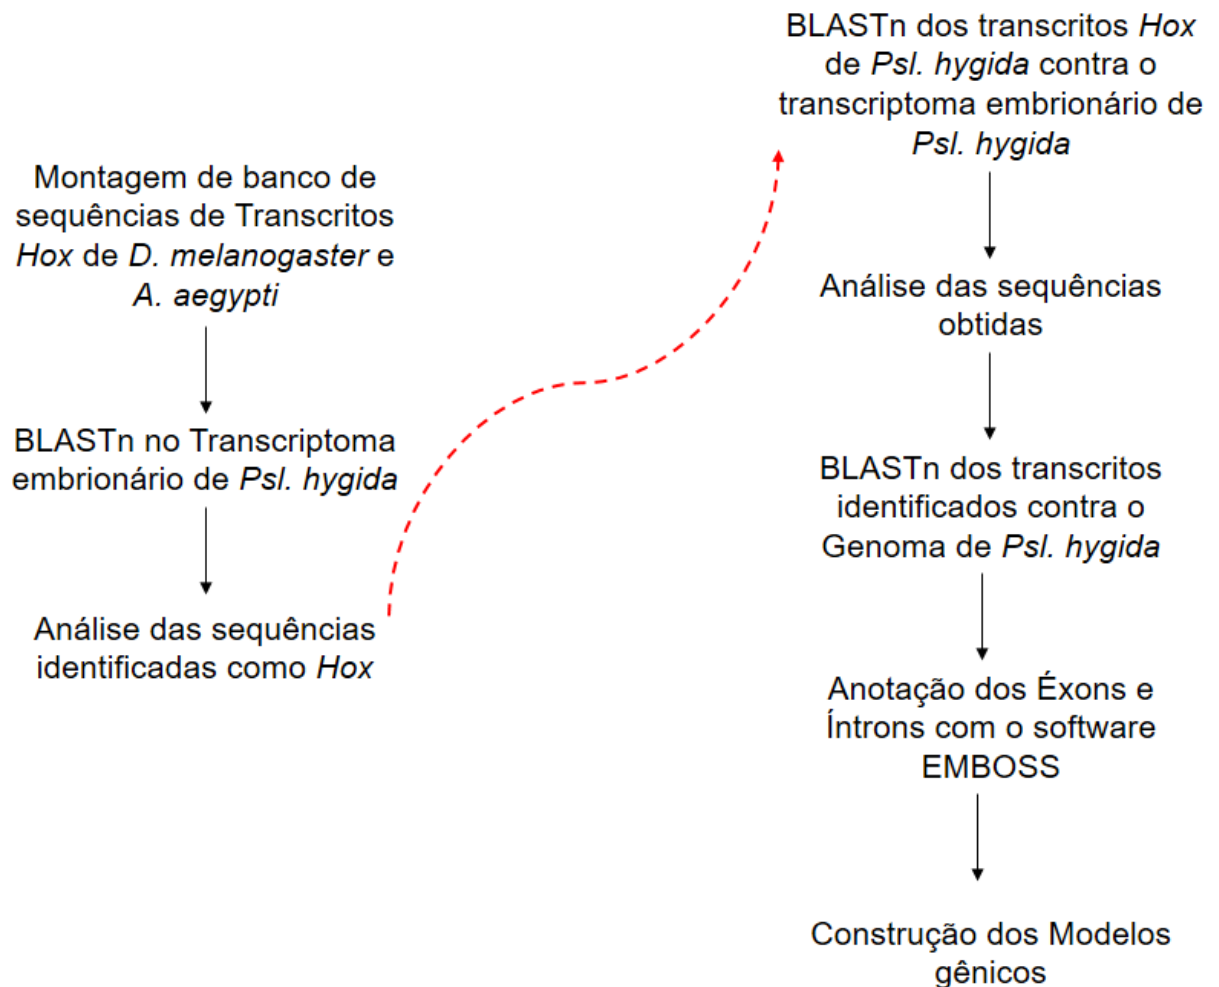 Montagem de banco de
sequências de Transcritos
Hox de D. melanogaster e
A. aegypti
BLASTn no Transcriptoma
embrionário de Psl. hygida
Análise das sequências
identificadas como Hox
BLASTn dos transcritos Hox
de Psl. hygida contra o
transcriptoma embrionário de
Psl. hygida
Análise das sequências
obtidas
BLASTn dos transcritos
identificados contra o
Genoma de Psl. hygida
Anotação dos Éxons e
Íntrons com o software
EMBOSS
Construção dos Modelos
gênicos